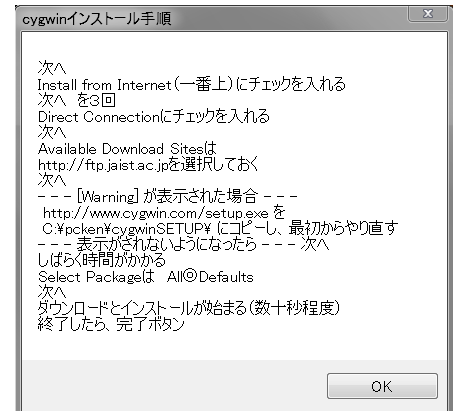 cygwinインストール手順
次へ
Install from Internet(一番上)にチェックを入れる
次へ を3回
Direct Connectionにチェックを入れる
次へ
Available Download Sitesは
http://ftp.jaist.ac.jpを選択しておく
次へ
- - - [Warning] が表示された場合 - - -
http://www.cygwin.com/setup.exe を
C:¥pcken¥cygwinSETUP¥ にコピーし、最初からやり直す
- - - 表示がされないようになったら - - - 次へ
しばらく時間がかかる
Select Packageは All◎Defaults
次へ
ダウンロードとインストールが始まる(数十秒程度)
終了したら、完了ボタン
OK